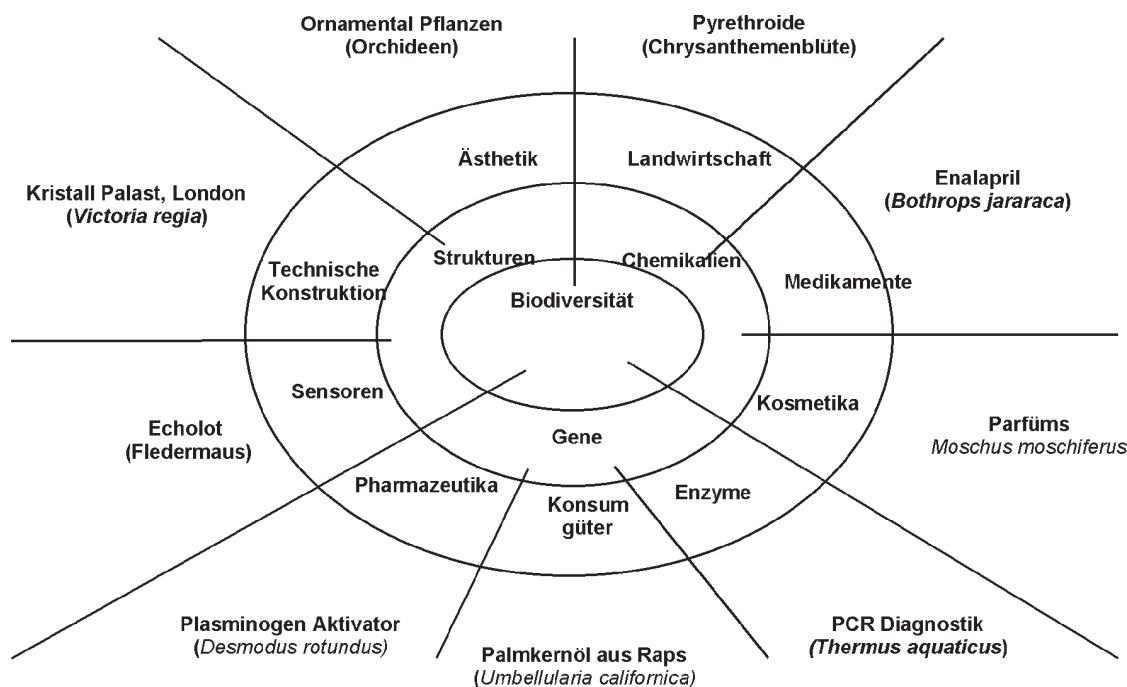 Ornamental Pflanzen
(Orchideen)
Pyrethroide
(Chrysanthemenblüte)
Ästhetik
Landwirtschaft
Kristall Palast, London
(Victoria regia)
Enalapril
(Bothrops jararaca)
Strukturen
Chemikalien
Technische
Konstruktion
Medikamente
Biodiversität
Sensoren
Kosmetika
Echolot
(Fledermaus)
Gene
Parfüms
Moschus moschiferus
Pharmazeutika
Konsum
güter
Enzyme
Plasminogen Aktivator
(Desmodus rotundus)
Palmkernöl aus Raps
(Umbellularia californica)
PCR Diagnostik
(Thermus aquaticus)